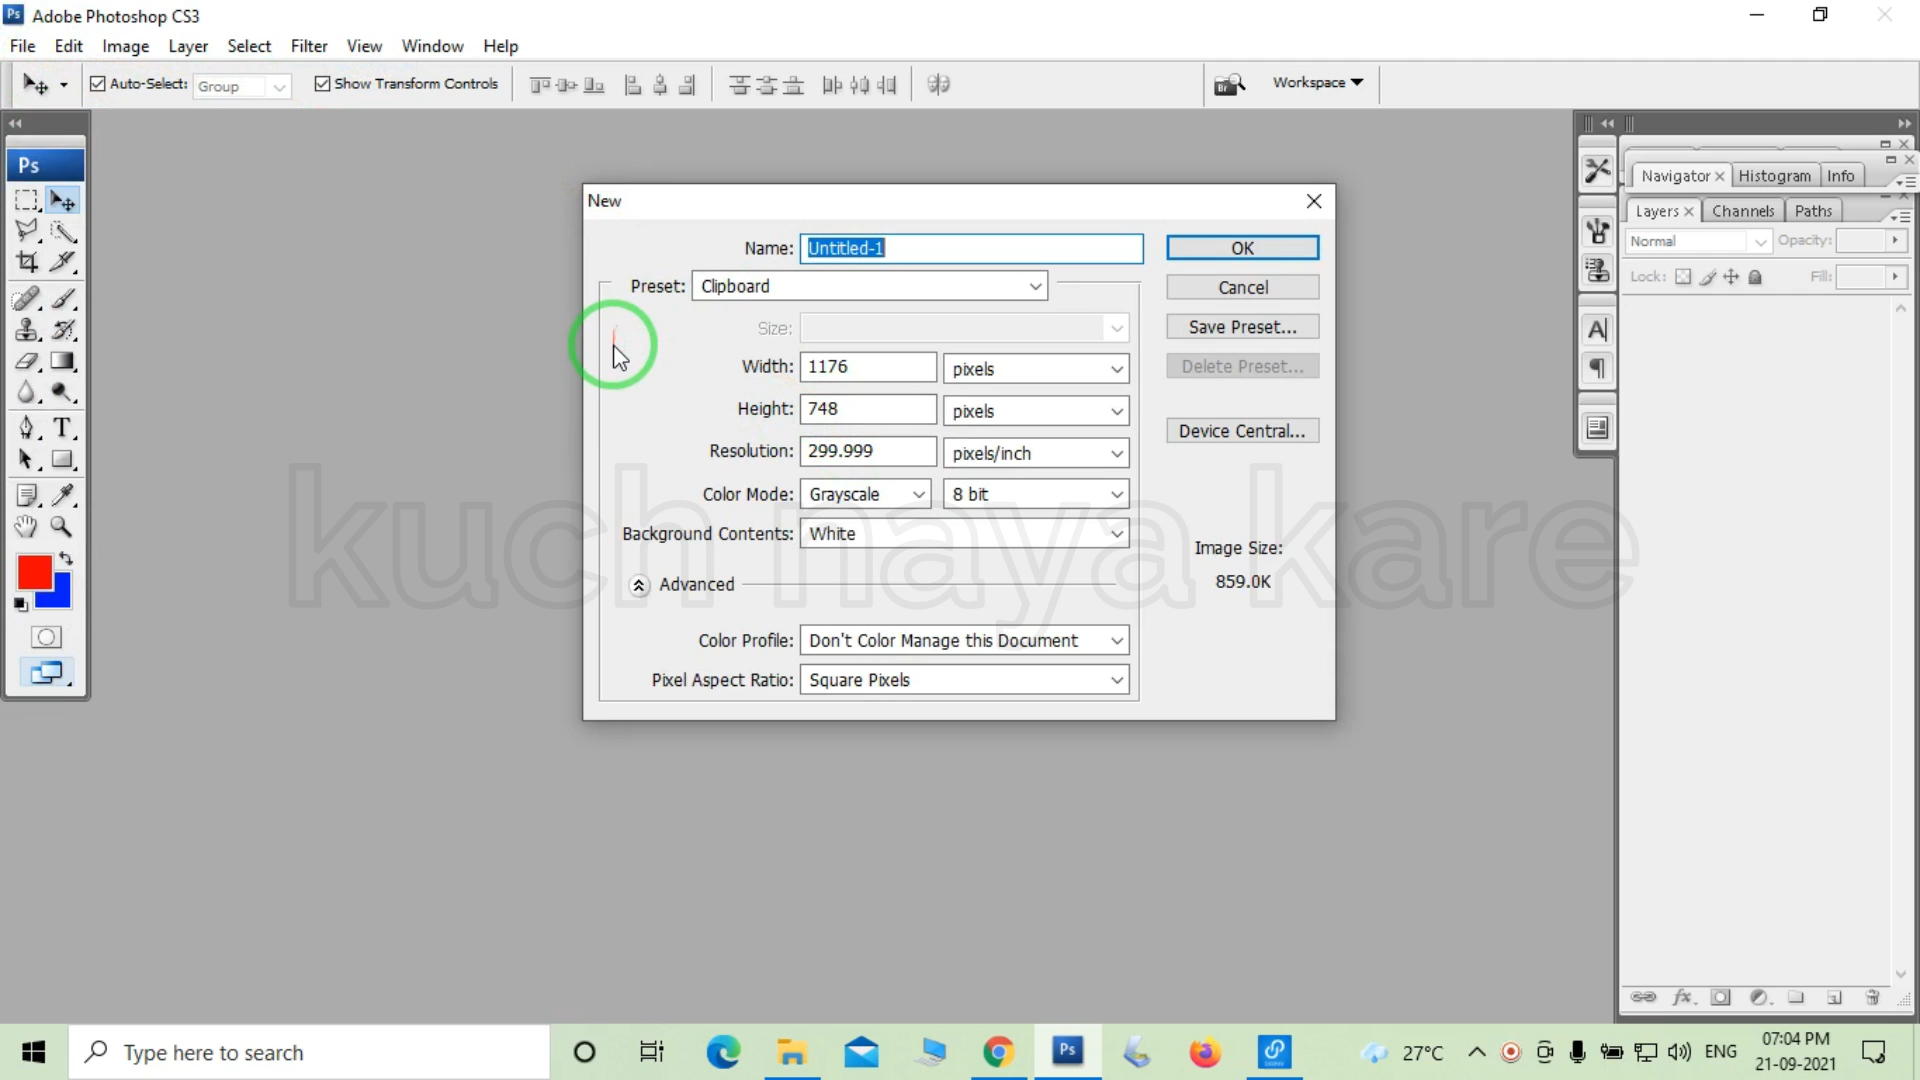 Ps Adobe Photoshop CS3
File Edit Image Layer Select Filter View Window Help
Auto-Select: Group Show Transform Controls Br Workspace
Ps
Navigator Histogram Info
Layers Channels Paths
Normal Opacity:
Lock: Fill:
New
Name: Untitled-1 OK
Preset: Clipboard Cancel
Size: Save Preset...
Width: 1176 pixels Delete Preset...
Height: 748 pixels Device Central...
Resolution: 299.999 pixels/inch
Color Mode: Grayscale 8 bit
Background Contents: White
Image Size:
859.0K
Advanced
Color Profile: Don't Color Manage this Document
Pixel Aspect Ratio: Square Pixels
kuch naya kare
Type here to search Ps 27°C ENG 07:04 PM
21-09-2021